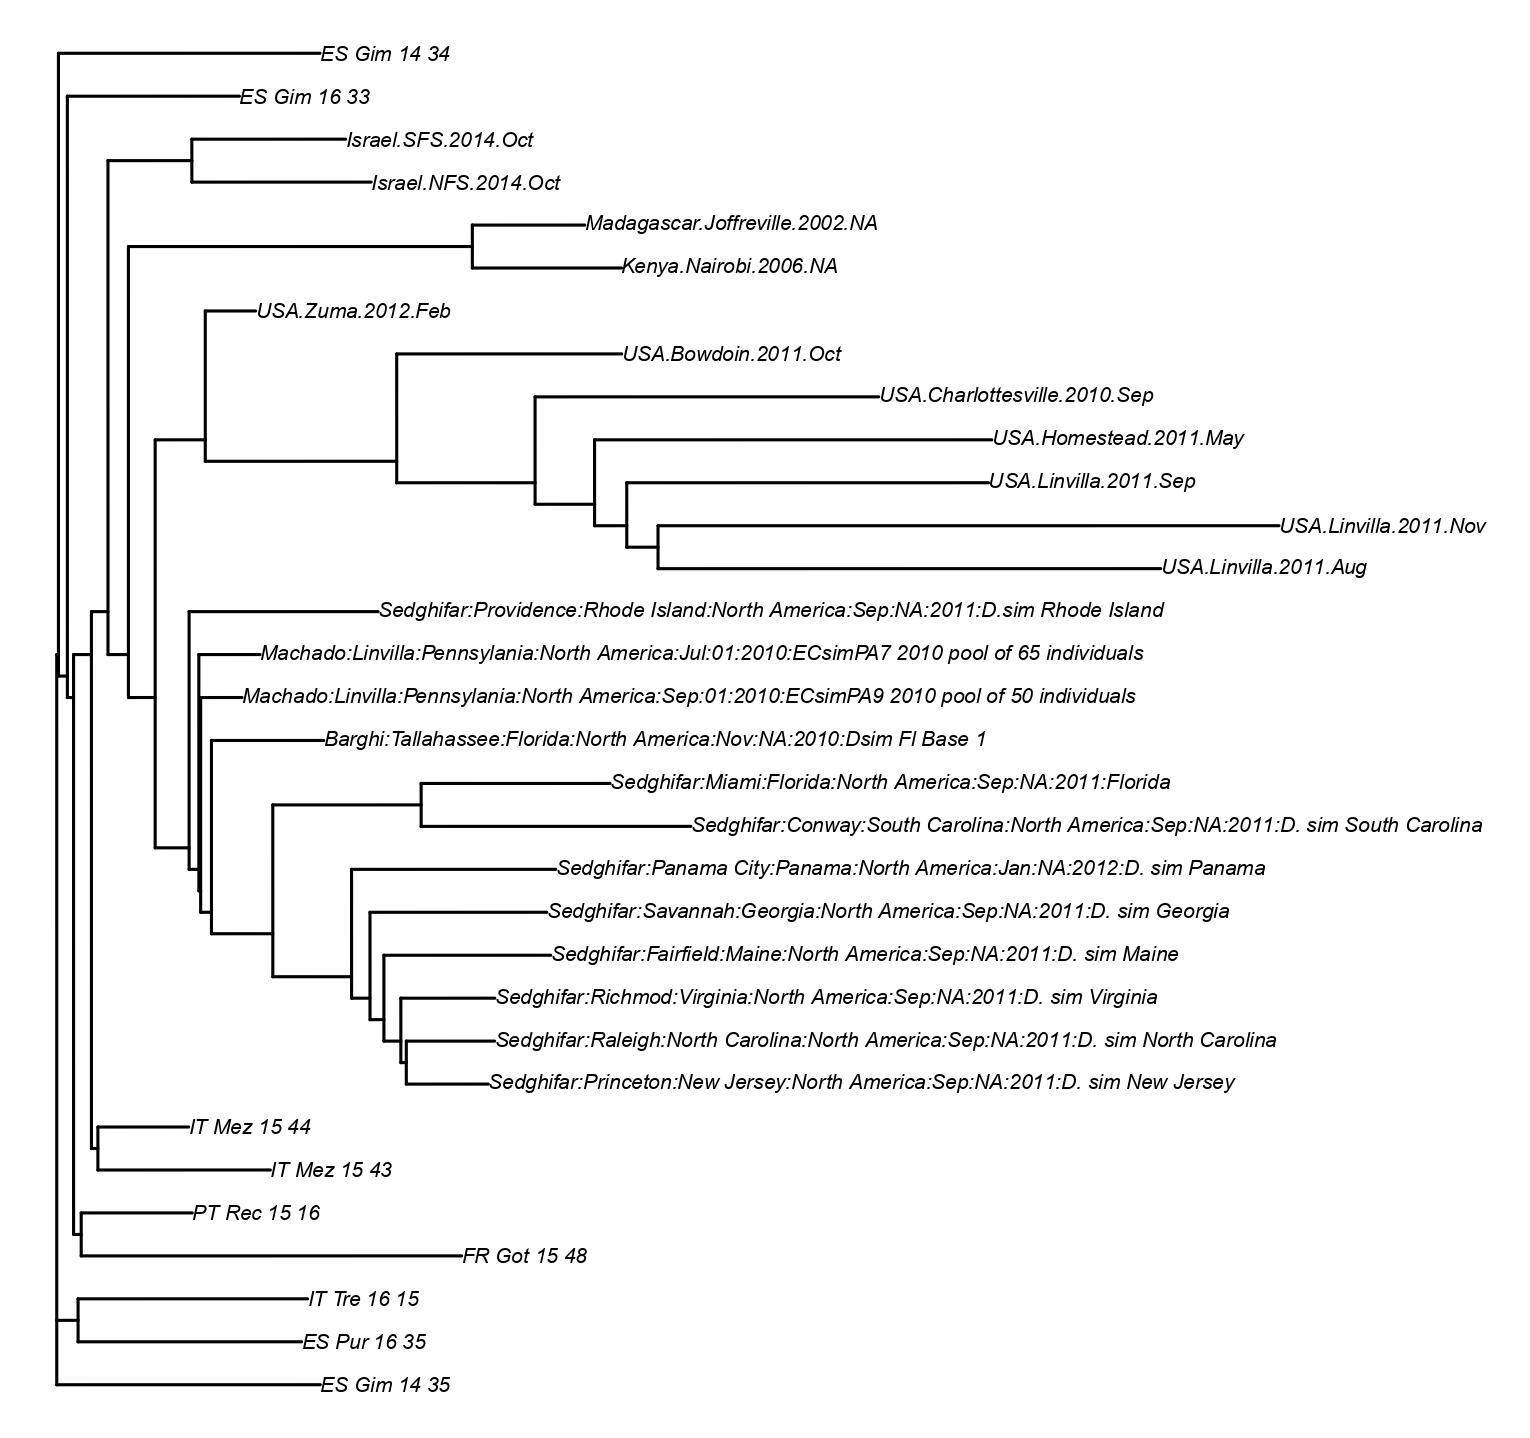 ES Gim 14 34
ES Gim 16 33
Israel.SFS.2014.Oct
Israel.NFS.2014.Oct
Madagascar.Joffreville.2002.NA
Kenya.Nairobi.2006.NA
USA.Zuma.2012.Feb
USA.Bowdoin.2011.Oct
USA.Charlottesville.2010.Sep
USA.Homestead.2011.May
USA.Linvilla.2011.Sep
USA.Linvilla.2011.Nov
USA.Linvilla.2011.Aug
Sedghifar:Providence:Rhode Island:North America:Sep:NA:2011:D.sim Rhode Island
Machado:Linvilla:Pennsylania:North America:Jul:01:2010:ECsimPA7 2010 pool of 65 individuals
Machado:Linvilla:Pennsylania:North America:Sep:01:2010:ECsimPA9 2010 pool of 50 individuals
Barghi:Tallahassee:Florida:North America:Nov:NA:2010:Dsim Fl Base 1
Sedghifar:Miami:Florida:North America:Sep:NA:2011:Florida
Sedghifar:Conway:South Carolina:North America:Sep:NA:2011:D. sim South Carolina
Sedghifar:Panama City:Panama:North America:Jan:NA:2012:D. sim Panama
Sedghifar:Savannah:Georgia:North America:Sep:NA:2011:D. sim Georgia
Sedghifar:Fairfield:Maine:North America:Sep:NA:2011:D. sim Maine
Sedghifar:Richmod:Virginia:North America:Sep:NA:2011:D. sim Virginia
Sedghifar:Raleigh:North Carolina:North America:Sep:NA:2011:D. sim North Carolina
Sedghifar:Princeton:New Jersey:North America:Sep:NA:2011:D. sim New Jersey
IT Mez 15 44
IT Mez 15 43
PT Rec 15 16
FR Got 15 48
IT Tre 16 15
ES Pur 16 35
ES Gim 14 35